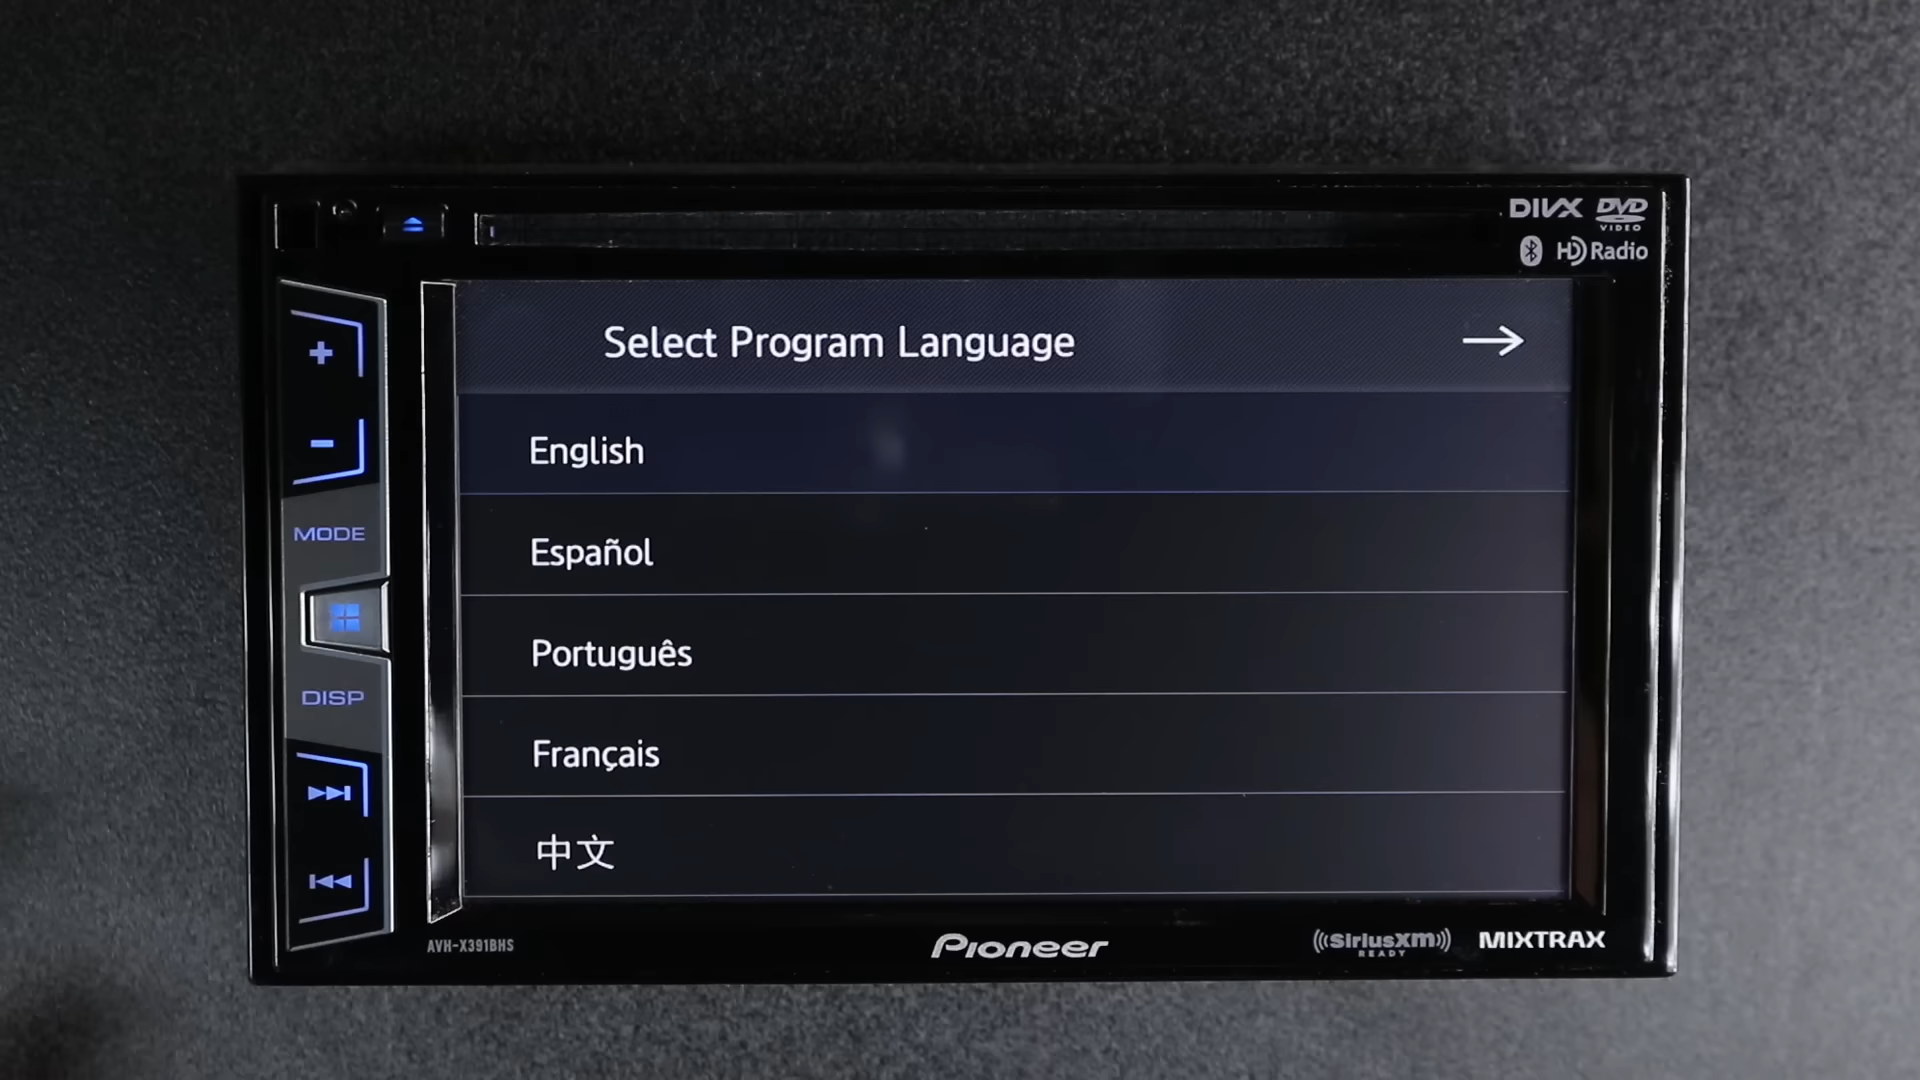 DIVX DVD
VIDEO
HD Radio
Select Program Language
English
MODE
Español
Português
DISP
Français
中文
AVH-X391BHS
Pioneer
((SiriusXM))
READY
MIXTRAX